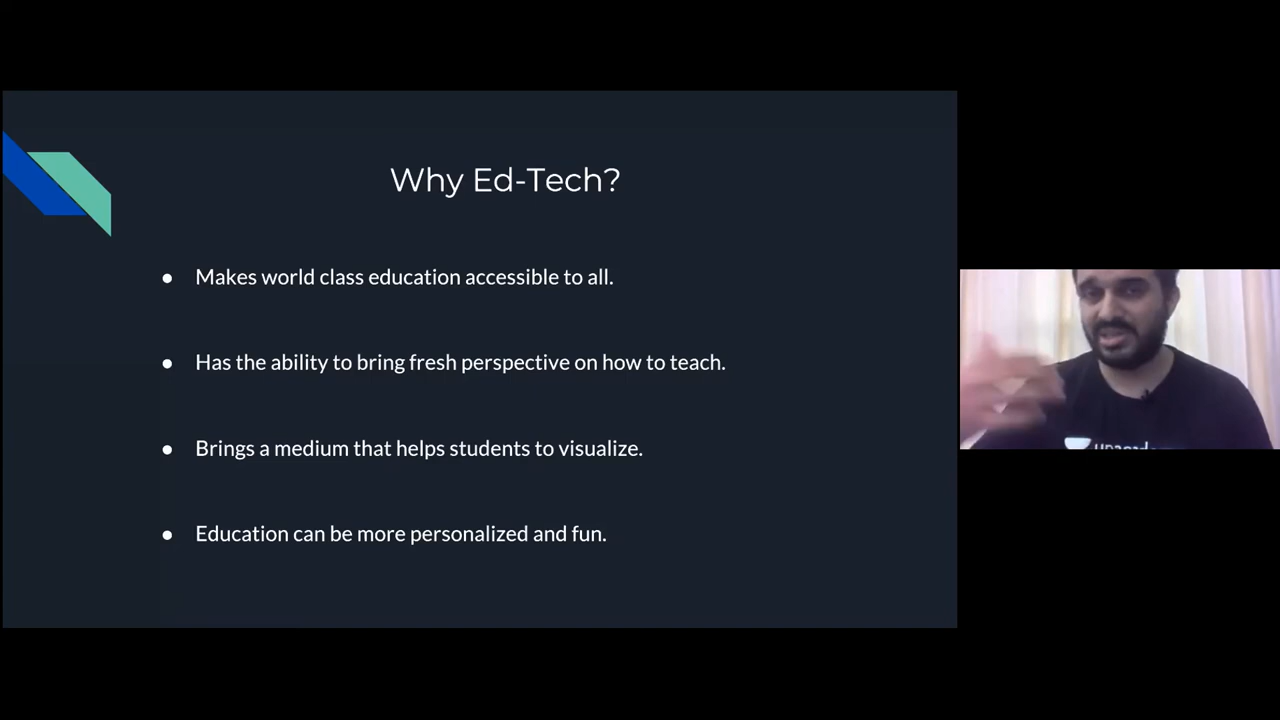 Why Ed-Tech?
● Makes world class education accessible to all.
● Has the ability to bring fresh perspective on how to teach.
● Brings a medium that helps students to visualize.
● Education can be more personalized and fun.